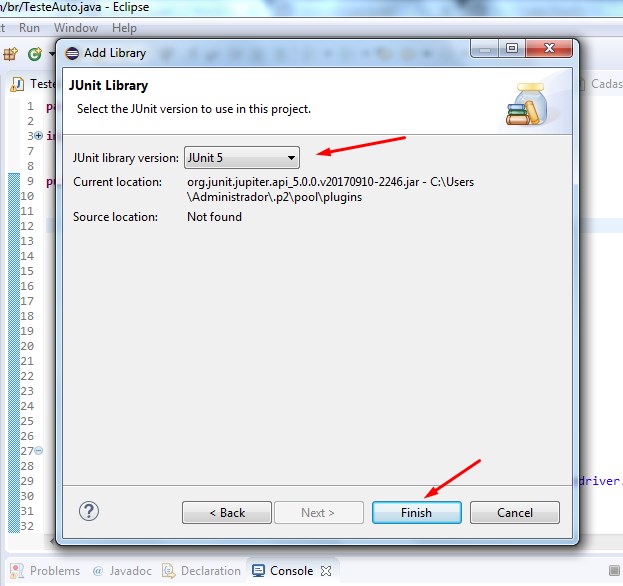 n/br/TesteAuto.java - Eclipse
t Run Window Help
Add Library
Teste
Cadas
JUnit Library
Select the JUnit version to use in this project.
JUnit library version: JUnit 5
Current location: org.junit.jupiter.api_5.0.0.v20170910-2246.jar - C:\Users
\Administrador\.p2\pool\plugins
Source location: Not found
1 pa
2
3 in
7
8
9 pu
10
11
12
13
14
15
16
17
18
19
20
21
22
23
24
25
26
27
28
29 driver.
30
31
32
? < Back Next > Finish Cancel
Problems @ Javadoc Declaration Console